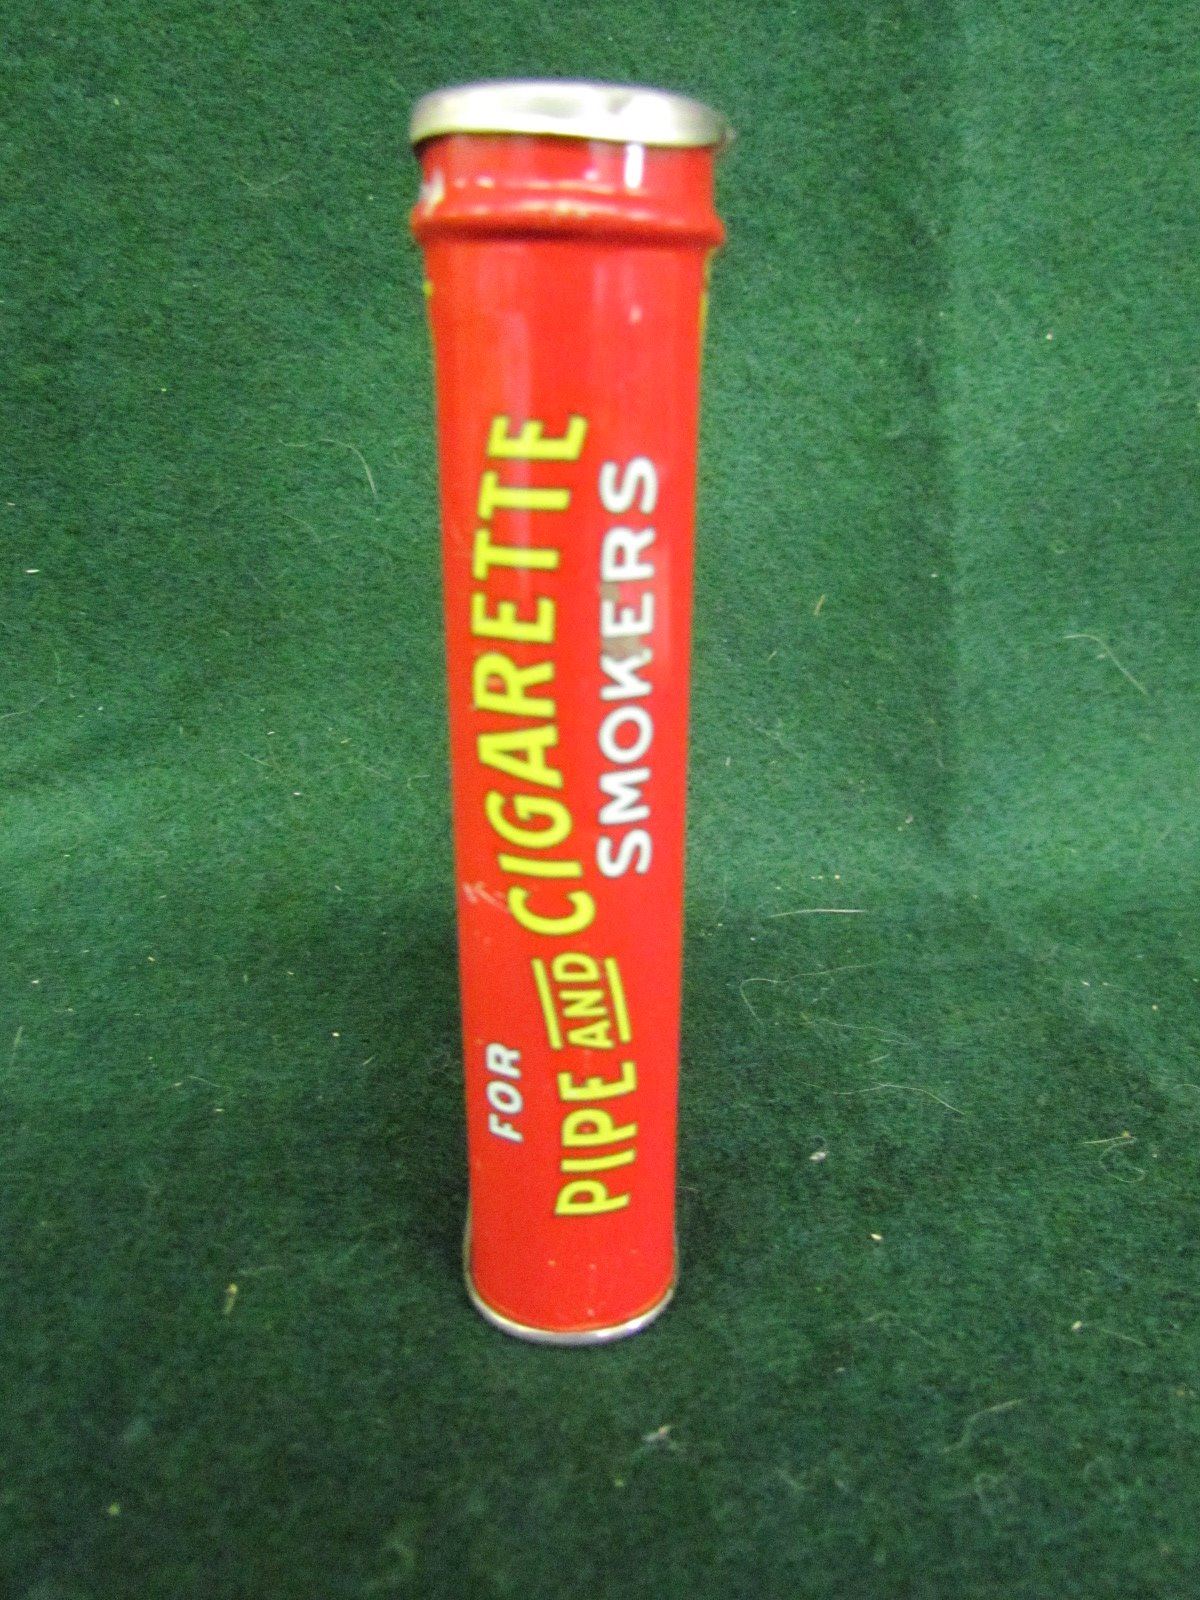 FOR
PIPE AND CIGARETTE
SMOKERS